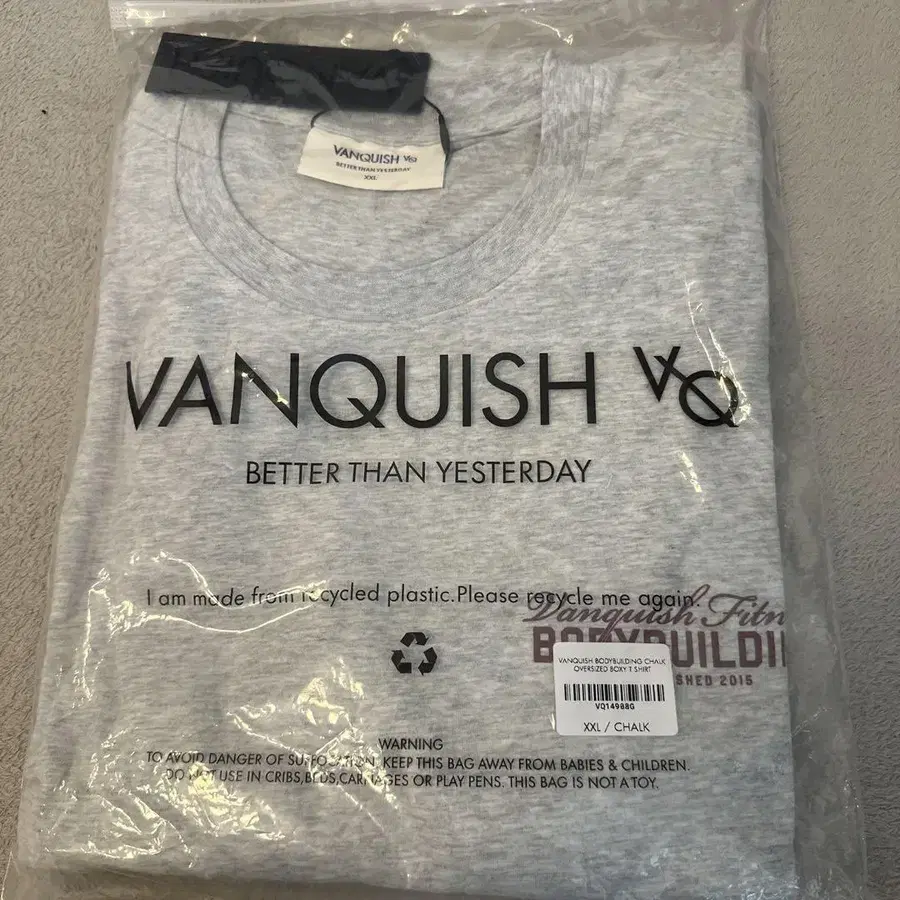 VANQUISH VQ
BETTER THAN YESTERDAY
XXL
VANQUISH VQ
BETTER THAN YESTERDAY
I am made from recycled plastic.Please recycle me again.
Vanquish Fitn
BODYBUILDI
SHED 2015
VANQUISH BODYBUILDING CHALK
OVERSIZED BOXY T SHIRT
VQ14988G
XXL / CHALK
WARNING
TO AVOID DANGER OF SUFFOCATION, KEEP THIS BAG AWAY FROM BABIES & CHILDREN.
DO NOT USE IN CRIBS,BEDS,CARRIAGES OR PLAY PENS. THIS BAG IS NOT A TOY.